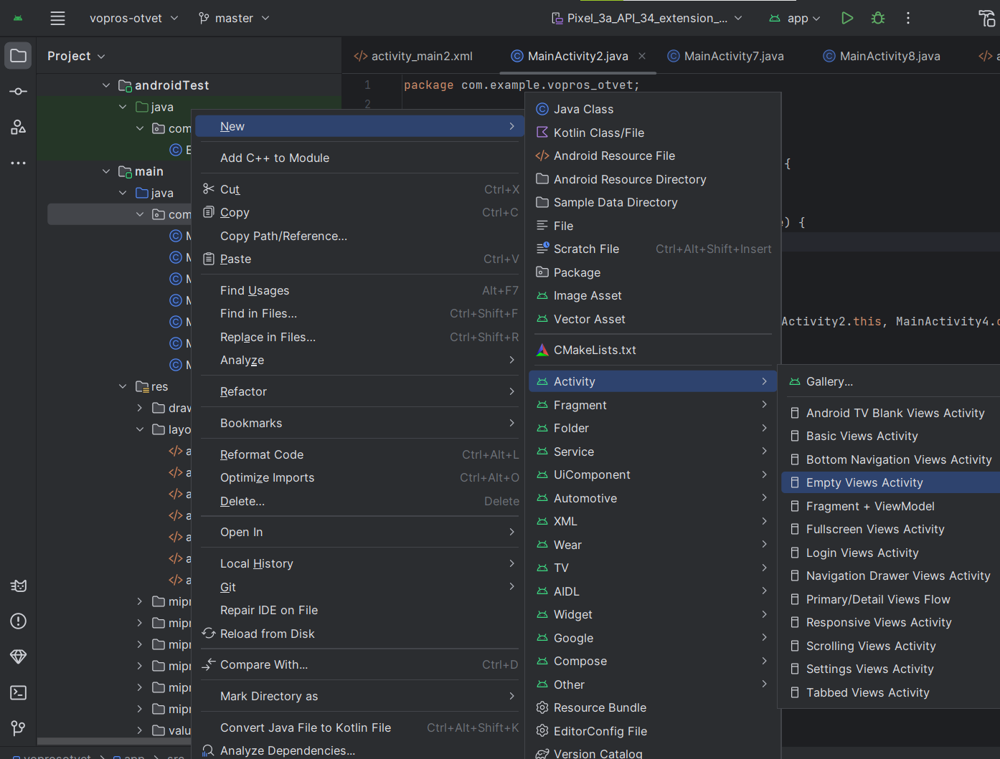 vopros-otvet
master
Pixel_3a_API_34_extension_...
app
Project
activity_main2.xml
MainActivity2.java
MainActivity7.java
MainActivity8.java
androidTest
java
com
E
main
java
com
M
M
M
M
M
M
M
res
draw
layo
a
a
a
a
a
a
a
mipr
mipr
mipr
mipr
mipr
mipr
valu
1 package com.example.vopros_otvet;
2
{
) {
Activity2.this, MainActivity4.
New
Add C++ to Module
Cut Ctrl+X
Copy Ctrl+C
Copy Path/Reference...
Paste Ctrl+V
Find Usages Alt+F7
Find in Files... Ctrl+Shift+F
Replace in Files... Ctrl+Shift+R
Analyze
Refactor
Bookmarks
Reformat Code Ctrl+Alt+L
Optimize Imports Ctrl+Alt+O
Delete... Delete
Open In
Local History
Git
Repair IDE on File
Reload from Disk
Compare With... Ctrl+D
Mark Directory as
Convert Java File to Kotlin File Ctrl+Alt+Shift+K
Analyze Dependencies...
Java Class
Kotlin Class/File
Android Resource File
Android Resource Directory
Sample Data Directory
File
Scratch File Ctrl+Alt+Shift+Insert
Package
Image Asset
Vector Asset
CMakeLists.txt
Activity
Fragment
Folder
Service
UiComponent
Automotive
XML
Wear
TV
AIDL
Widget
Google
Compose
Other
Resource Bundle
EditorConfig File
Version Catalog
Gallery...
Android TV Blank Views Activity
Basic Views Activity
Bottom Navigation Views Activity
Empty Views Activity
Fragment + ViewModel
Fullscreen Views Activity
Login Views Activity
Navigation Drawer Views Activity
Primary/Detail Views Flow
Responsive Views Activity
Scrolling Views Activity
Settings Views Activity
Tabbed Views Activity
voprosotvet > app > src